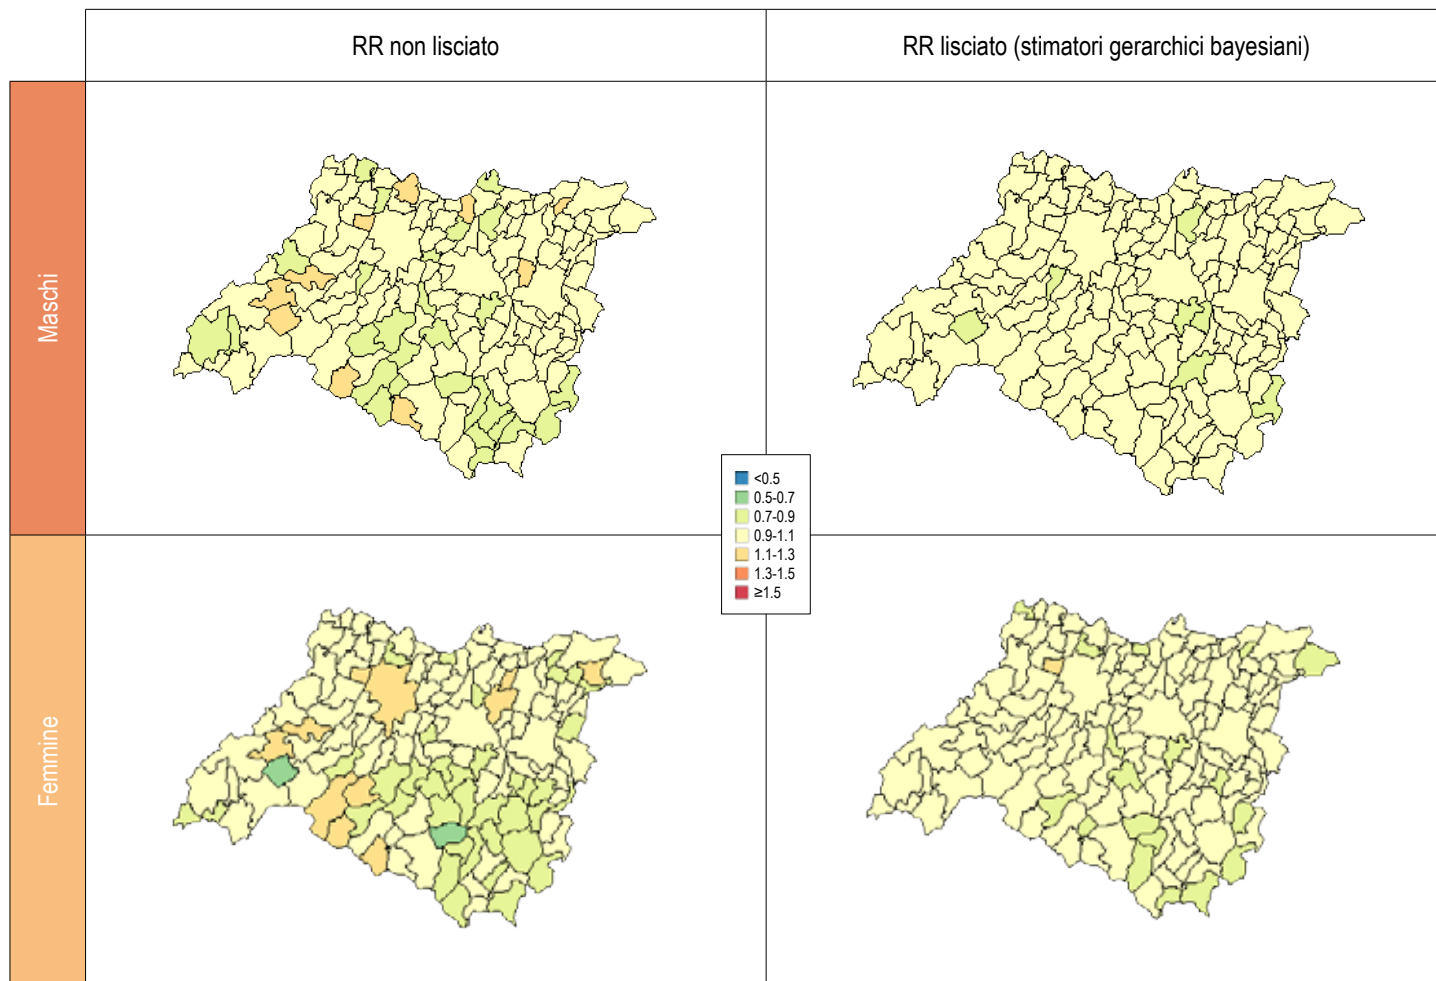 RR non lisciato
RR lisciato (stimatori gerarchici bayesiani)
Maschi
<0.5
0.5-0.7
0.7-0.9
0.9-1.1
1.1-1.3
1.3-1.5
≥1.5
Femmine